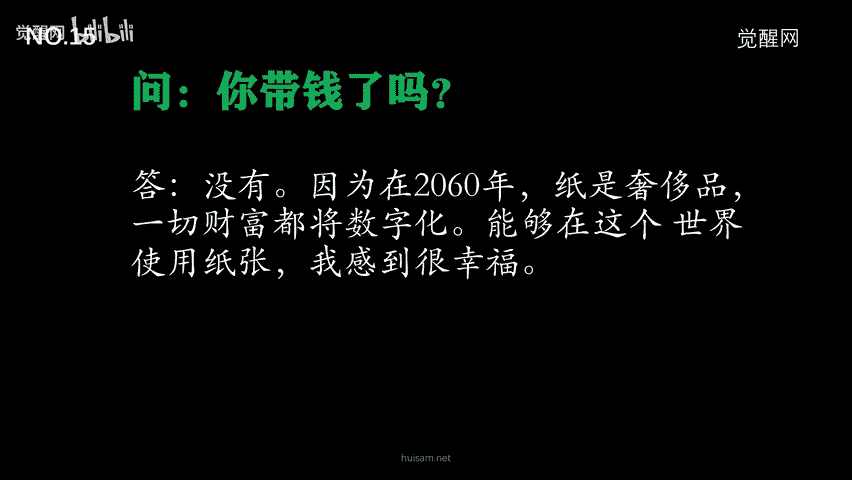 觉醒网
NO.15
bilibili
觉醒网
问：你带钱了吗？
答：没有。因为在2060年，纸是奢侈品，
一切财富都将数字化。能够在这个 世界
使用纸张，我感到很幸福。
huisam.net